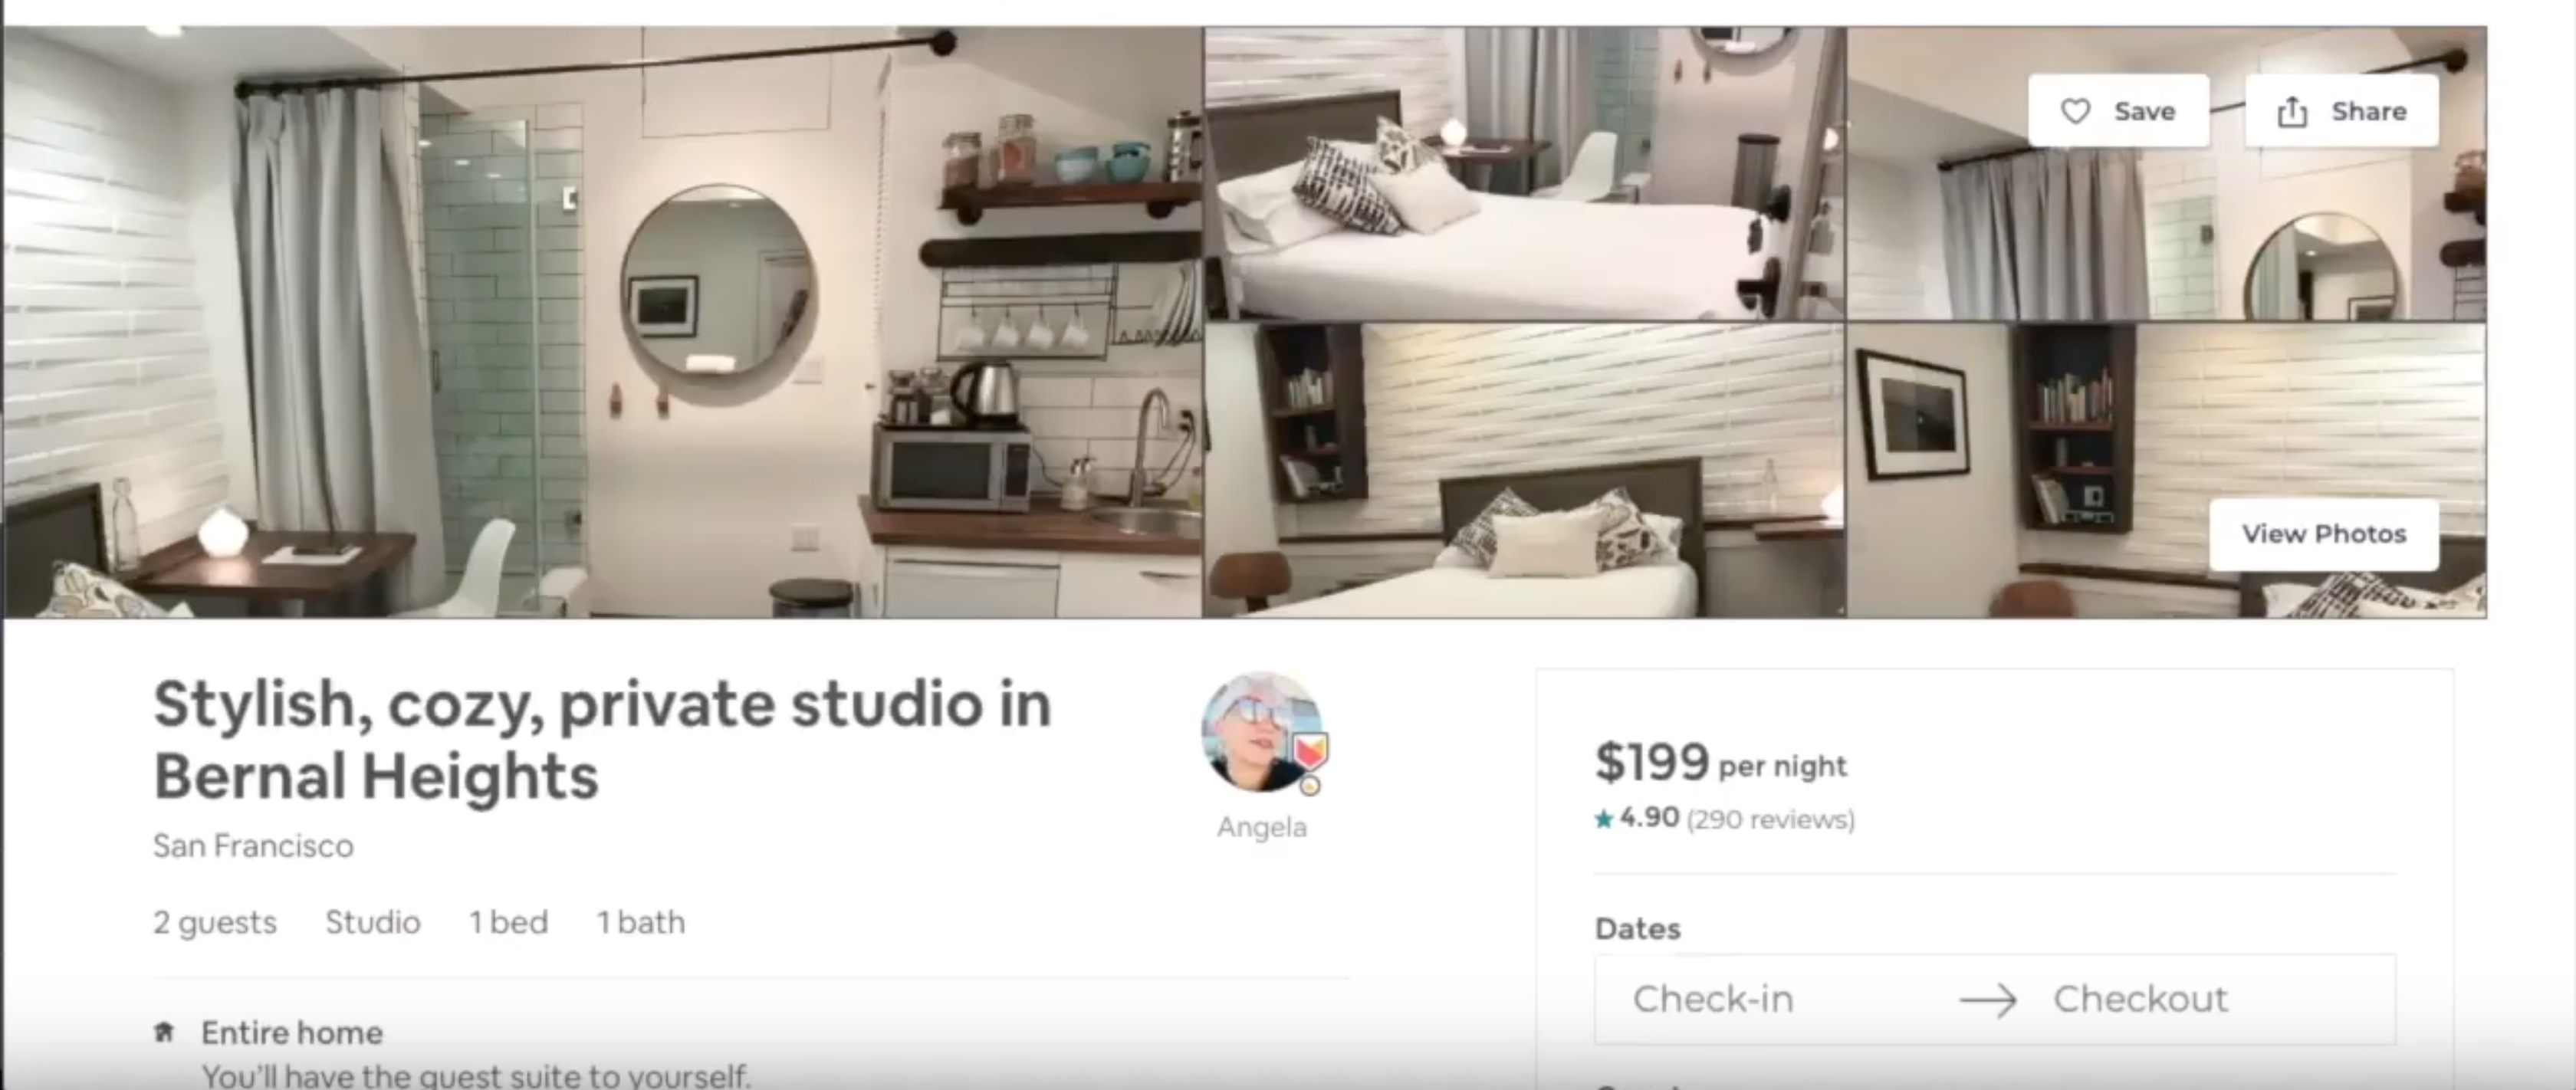 Save
Share
View Photos
Stylish, cozy, private studio in
Bernal Heights
San Francisco
2 guests Studio 1 bed 1 bath
Entire home
You'll have the guest suite to yourself.
Angela
$199 per night
4.90 (290 reviews)
Dates
Check-in → Checkout